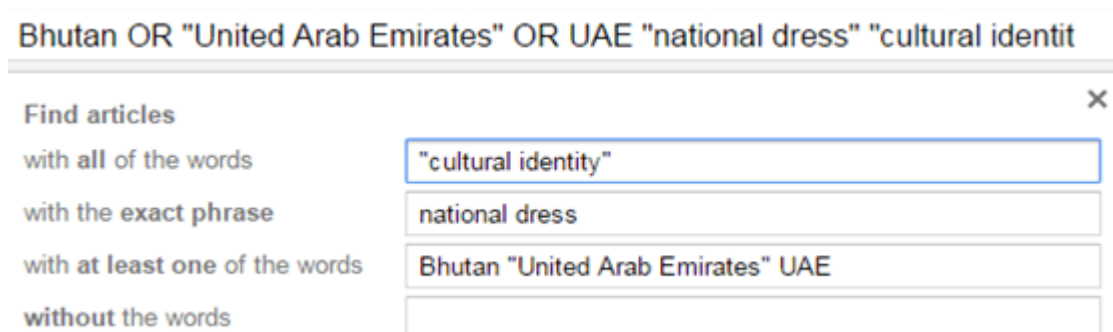 Bhutan OR "United Arab Emirates" OR UAE "national dress" "cultural identit
Find articles
with all of the words "cultural identity"
with the exact phrase national dress
with at least one of the words Bhutan "United Arab Emirates" UAE
without the words